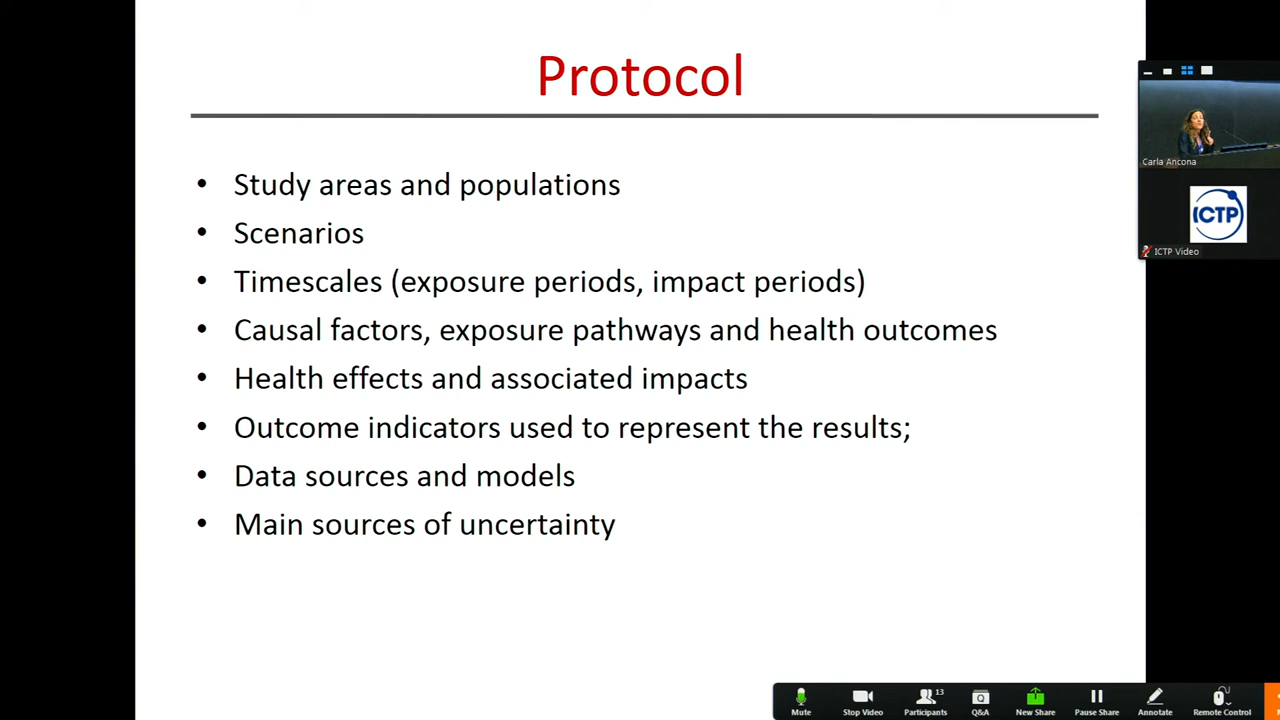 Protocol
• Study areas and populations
• Scenarios
• Timescales (exposure periods, impact periods)
• Causal factors, exposure pathways and health outcomes
• Health effects and associated impacts
• Outcome indicators used to represent the results;
• Data sources and models
• Main sources of uncertainty
Carla Ancona
ICTP
ICTP Video
13
Mute
Stop Video
Participants
Q&A
New Share
Pause Share
Annotate
Remote Control